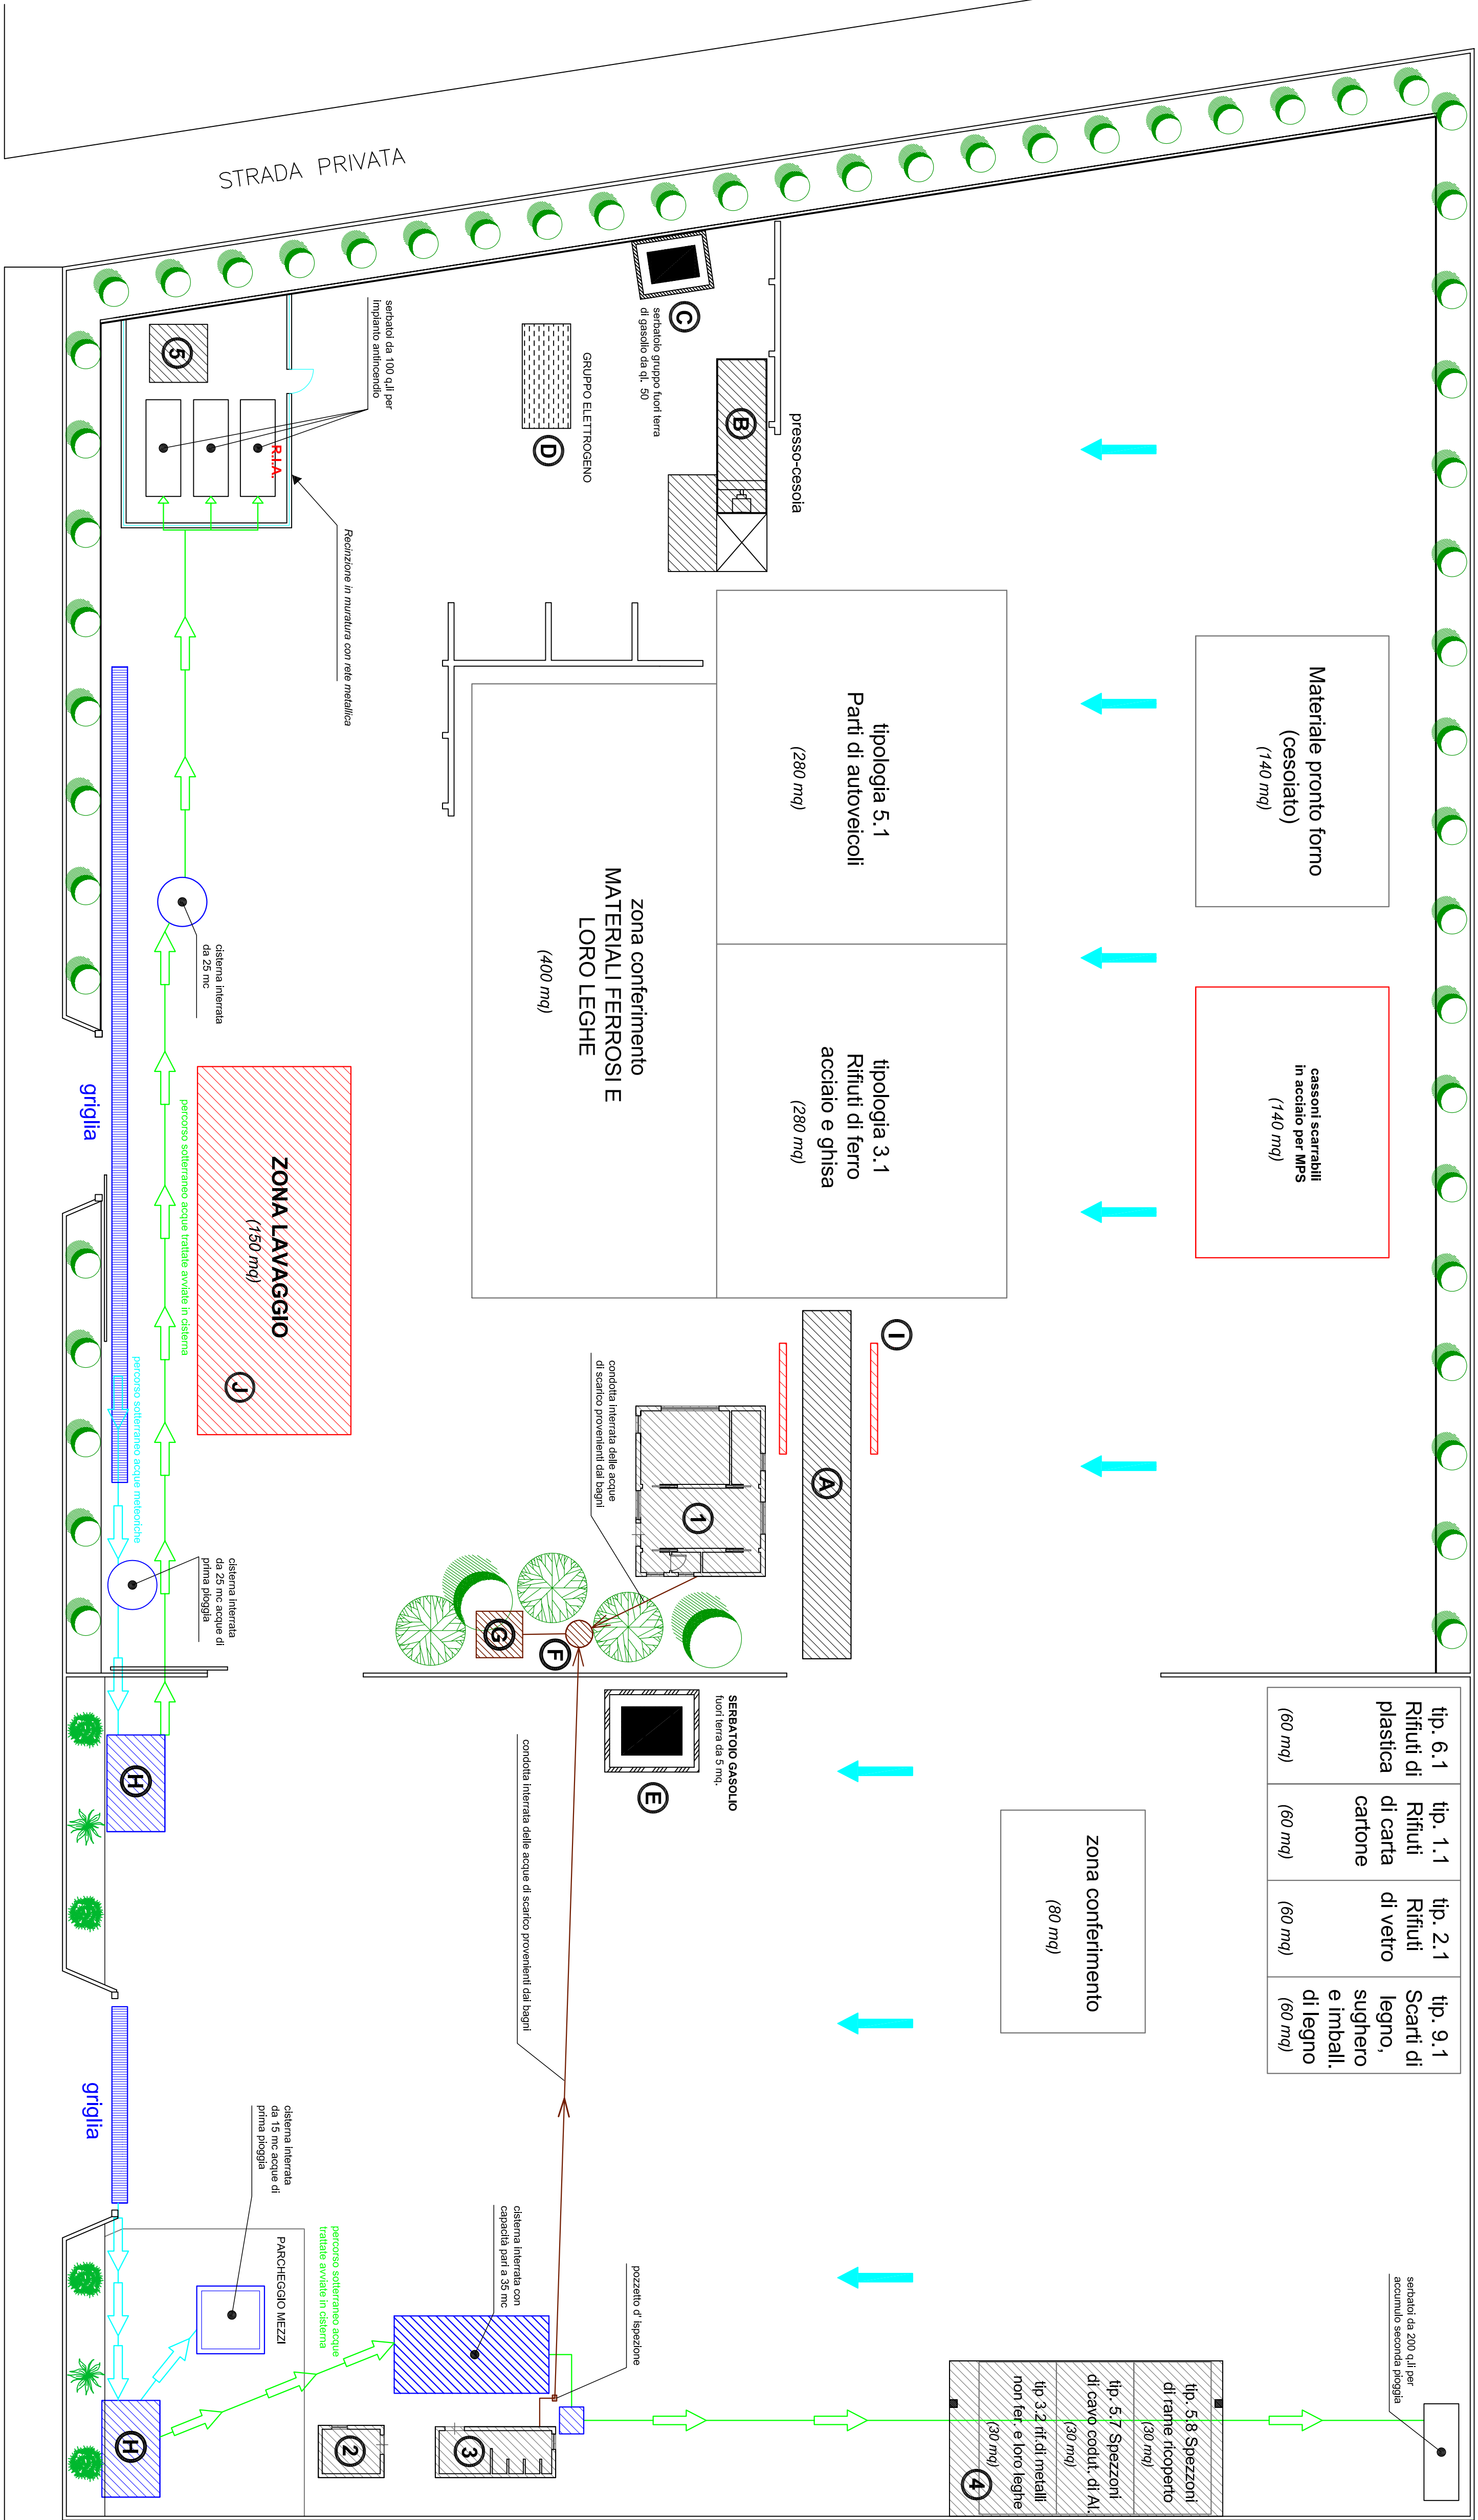 STRADA PRIVATA
serbatoi da 100 q.li per
impianto antincendio
5
R.I.A.
Recinzione in muratura con rete metallica
GRUPPO ELETTROGENO
D
C
serbatoio gruppo fuori terra
di gasolio da ql. 50
B
presso-cesoia
Materiale pronto forno
(cesoiato)
(140 mq)
cassoni scarrabili
in acciaio per MPS
(140 mq)
tipologia 5.1
Parti di autoveicoli
(280 mq)
tipologia 3.1
Rifiuti di ferro
acciaio e ghisa
(280 mq)
zona conferimento
MATERIALI FERROSI E
LORO LEGHE
(400 mq)
cisterna interrata
da 25 mc
griglia
percorso sotterraneo acque trattate avviate in cisterna
ZONA LAVAGGIO
(150 mq)
J
percorso sotterraneo acque meteoriche
cisterna interrata
da 25 mc acque di
prima pioggia
condotta interrata delle acque
di scarico provenienti dai bagni
I
A
1
G
F
SERBATOIO GASOLIO
fuori terra da 5 mq.
E
H
condotta interrata delle acque di scarico provenienti dai bagni
tip. 6.1
Rifiuti di
plastica
(60 mq)
tip. 1.1
Rifiuti
di carta
cartone
(60 mq)
tip. 2.1
Rifiuti
di vetro
(60 mq)
tip. 9.1
Scarti di
legno,
sughero
e imball.
di legno
(60 mq)
zona conferimento
(80 mq)
griglia
cisterna interrata
da 15 mc acque di
prima pioggia
PARCHEGGIO MEZZI
percorso sotterraneo acque
trattate avviate in cisterna
cisterna interrata con
capacità pari a 35 mc
pozzetto d' ispezione
serbatoi da 200 q.li per
accumulo seconda pioggia
tip. 5.8 Spezzoni
di rame ricoperto
(30 mq)
tip. 5.7 Spezzoni
di cavo codut. di Al.
(30 mq)
tip 3.2 rif.di metalli
non fer. e loro leghe
(30 mq)
4
3
2
H